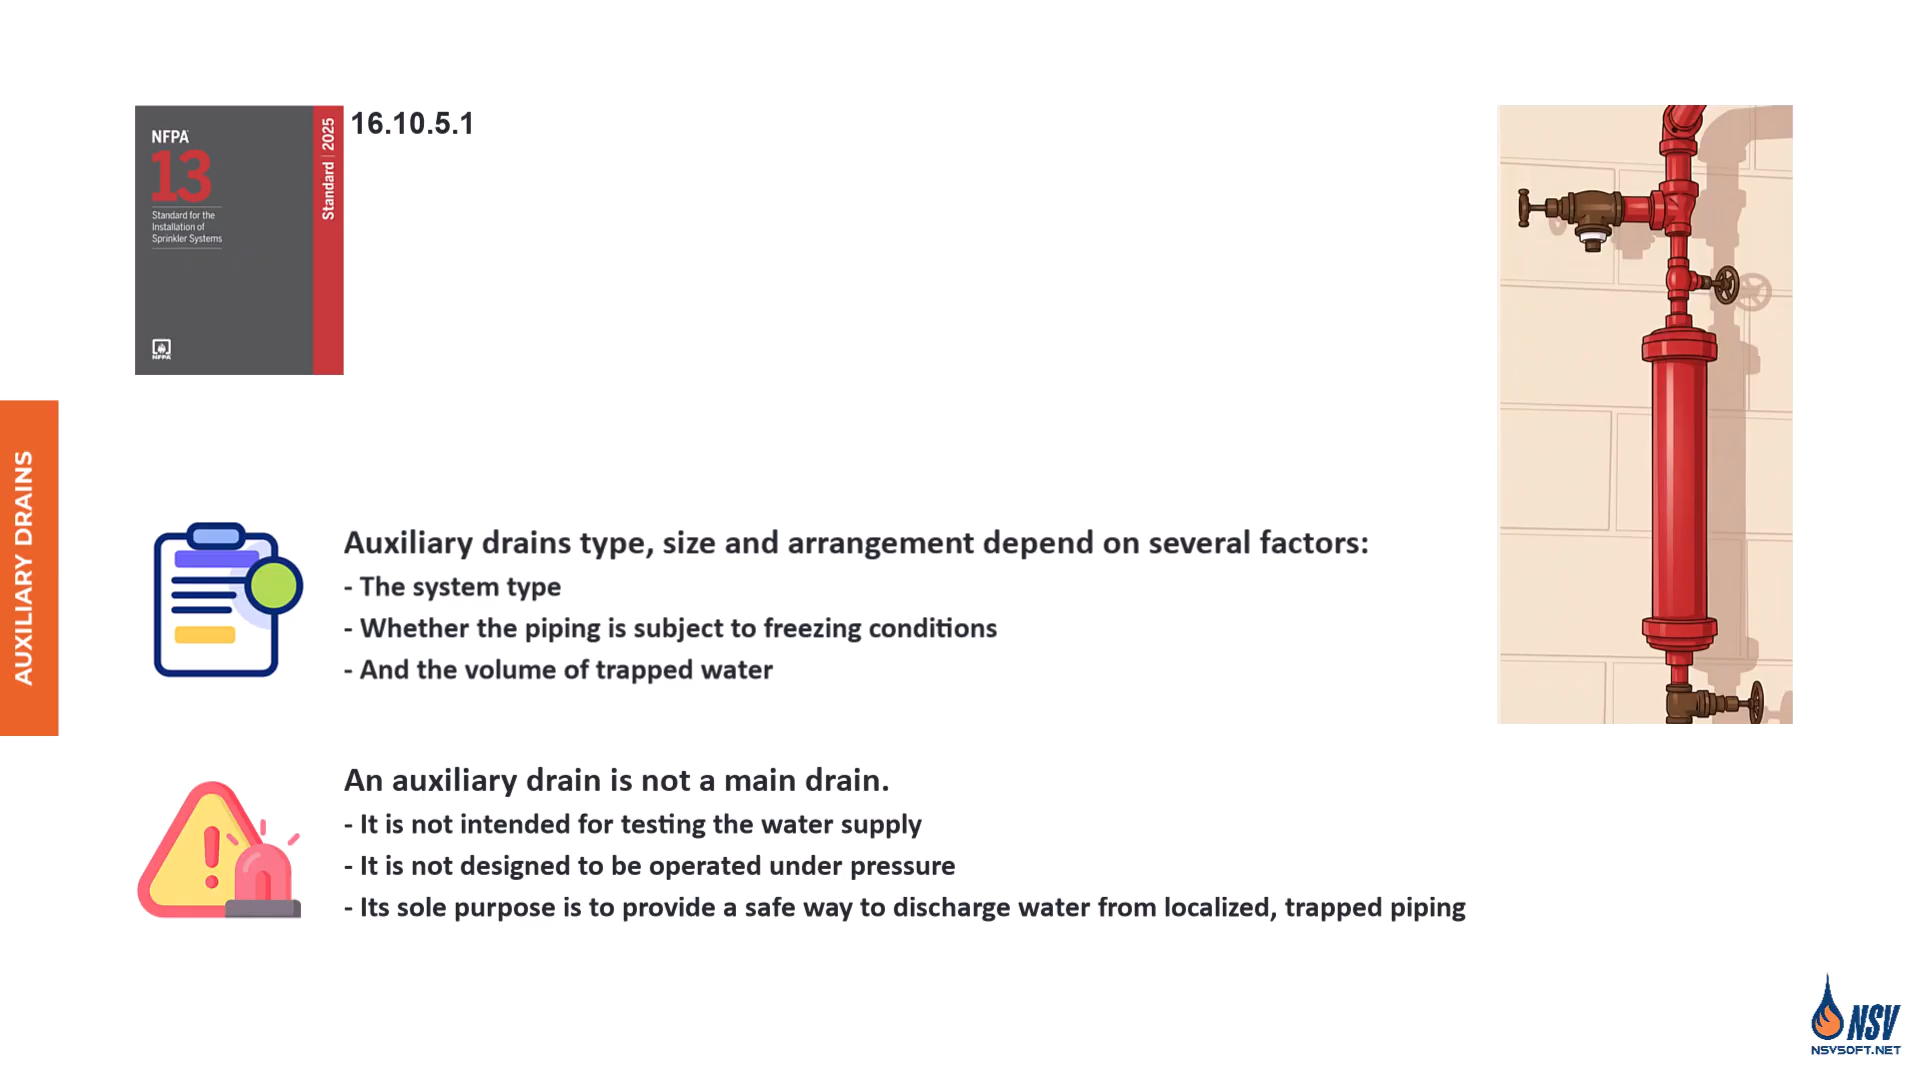 NFPA
13
Standard for the
Installation of
Sprinkler Systems
Standard | 2025
NFPA
16.10.5.1
AUXILIARY DRAINS
Auxiliary drains type, size and arrangement depend on several factors:
- The system type
- Whether the piping is subject to freezing conditions
- And the volume of trapped water
An auxiliary drain is not a main drain.
- It is not intended for testing the water supply
- It is not designed to be operated under pressure
- Its sole purpose is to provide a safe way to discharge water from localized, trapped piping
NSV
NSVSOFT.NET